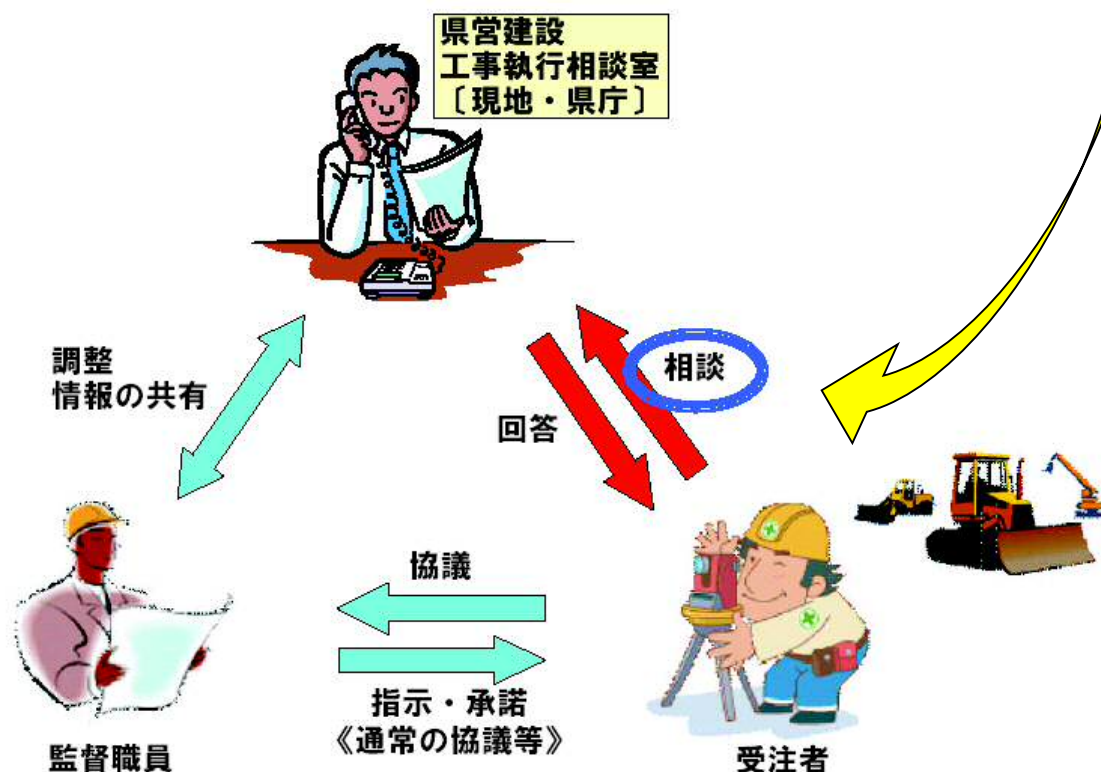 県営建設
工事執行相談室
〔現地・県庁〕
調整
情報の共有
相談
回答
協議
指示・承諾
《通常の協議等》
監督職員
受注者